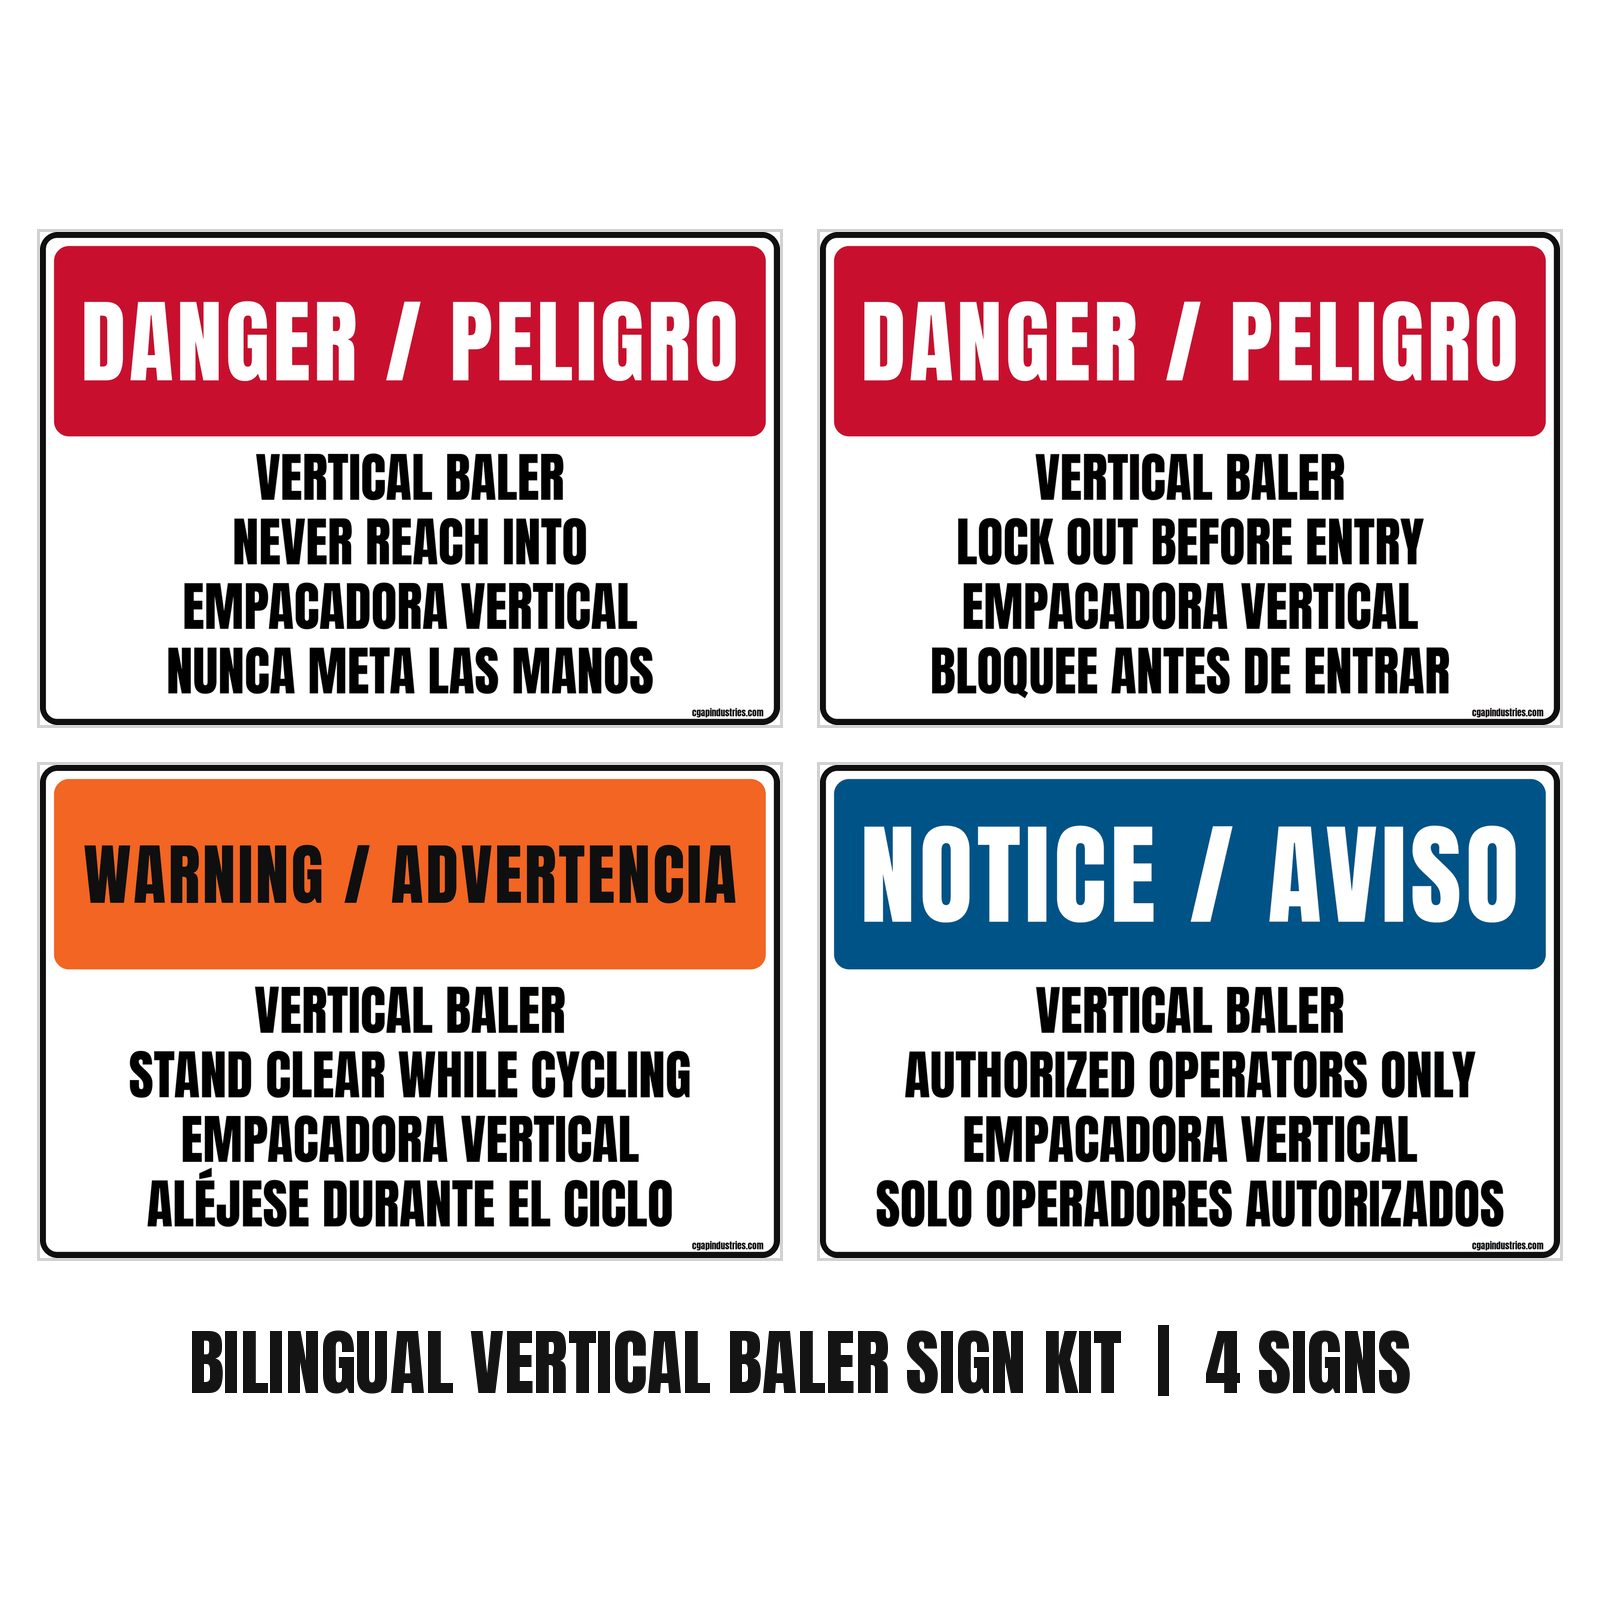 DANGER / PELIGRO
VERTICAL BALER
NEVER REACH INTO
EMPACADORA VERTICAL
NUNCA META LAS MANOS
cgapindustries.com
DANGER / PELIGRO
VERTICAL BALER
LOCK OUT BEFORE ENTRY
EMPACADORA VERTICAL
BLOQUEE ANTES DE ENTRAR
cgapindustries.com
WARNING / ADVERTENCIA
VERTICAL BALER
STAND CLEAR WHILE CYCLING
EMPACADORA VERTICAL
ALÉJESE DURANTE EL CICLO
cgapindustries.com
NOTICE / AVISO
VERTICAL BALER
AUTHORIZED OPERATORS ONLY
EMPACADORA VERTICAL
SOLO OPERADORES AUTORIZADOS
cgapindustries.com
BILINGUAL VERTICAL BALER SIGN KIT | 4 SIGNS